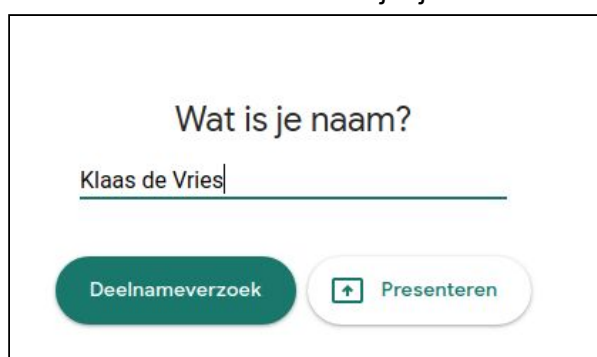 Wat is je naam?
Klaas de Vries
Deelnameverzoek
Presenteren